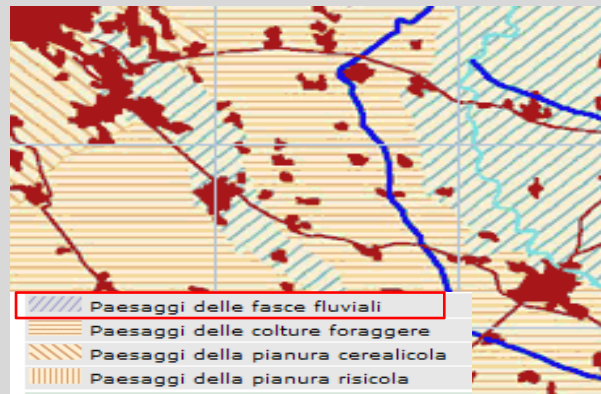 Paesaggi delle fasce fluviali
Paesaggi delle colture foraggere
Paesaggi della pianura cerealicola
Paesaggi della pianura risicola